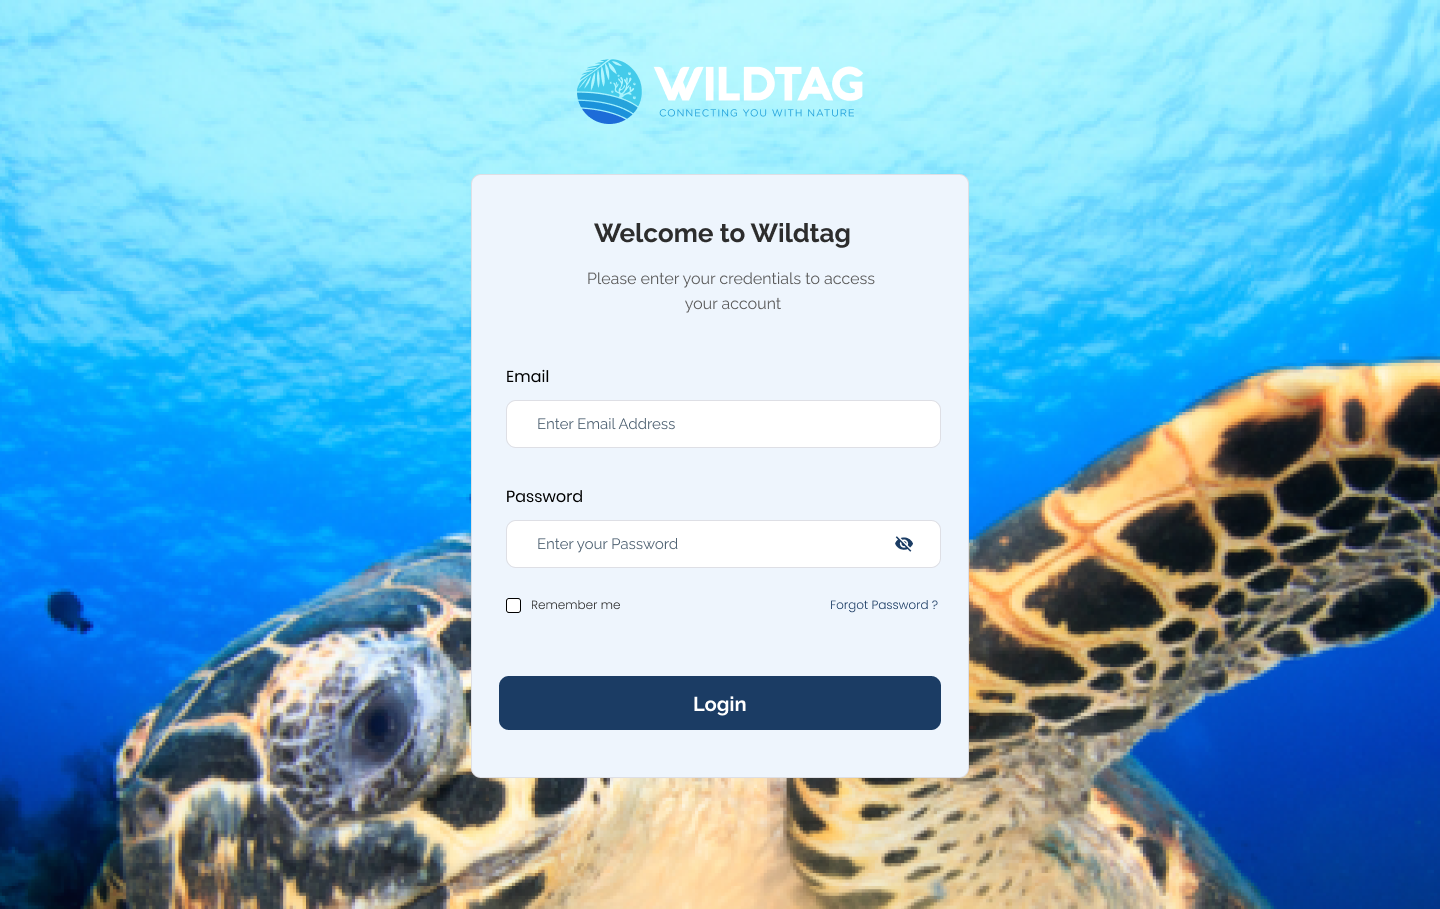 WILDTAG
CONNECTING YOU WITH NATURE
Welcome to Wildtag
Please enter your credentials to access
your account
Email
Enter Email Address
Password
Enter your Password
Remember me
Forgot Password ?
Login